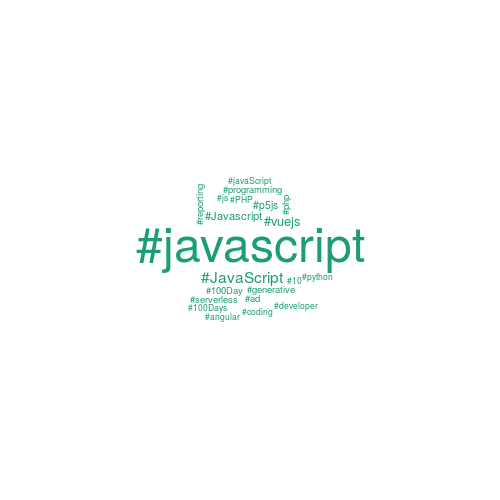 #javaScript
#programming
#reporting
#js
#PHP
#p5js
#php
#Javascript
#vuejs
#javascript
#JavaScript
#10
#python
#100Day
#generative
#serverless
#ad
#100Days
#developer
#coding
#angular